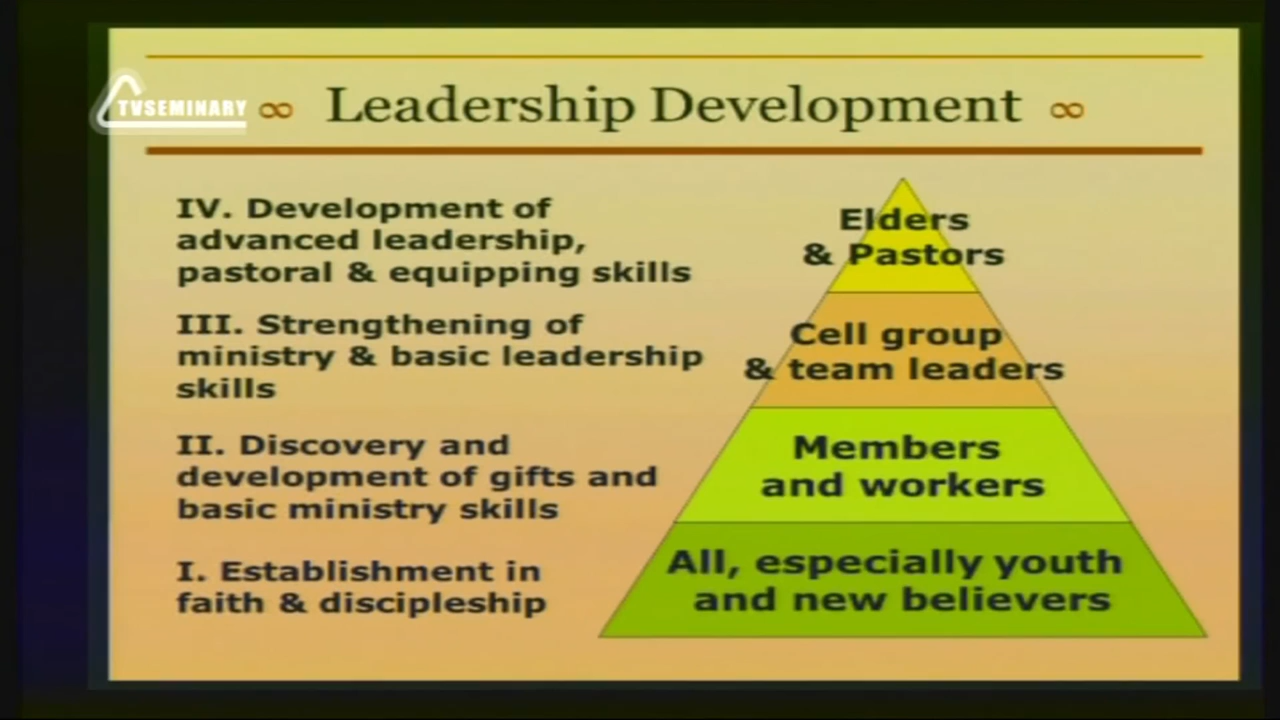 TVSEMINARY
∞ Leadership Development ∞
IV. Development of
advanced leadership,
pastoral & equipping skills
III. Strengthening of
ministry & basic leadership
skills
II. Discovery and
development of gifts and
basic ministry skills
I. Establishment in
faith & discipleship
Elders
& Pastors
Cell group
& team leaders
Members
and workers
All, especially youth
and new believers